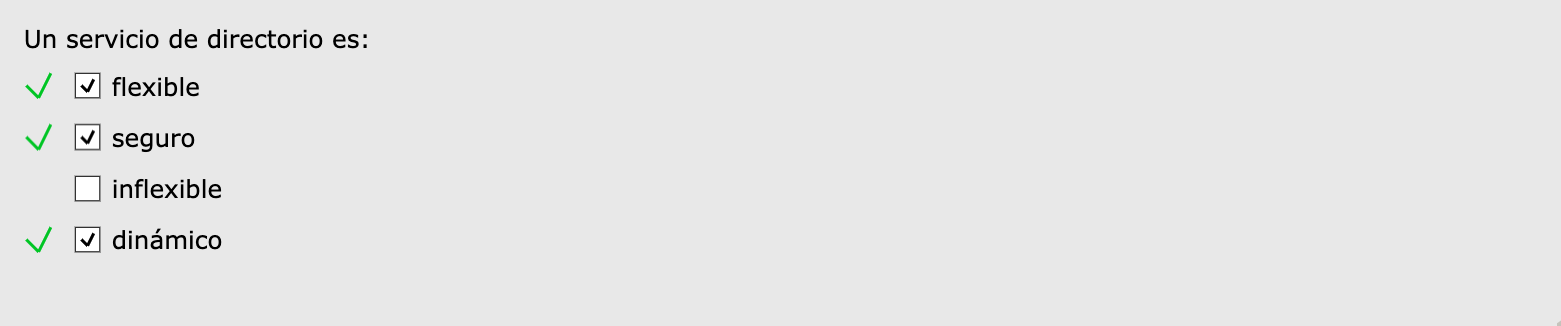 Un servicio de directorio es:
flexible
seguro
inflexible
dinámico